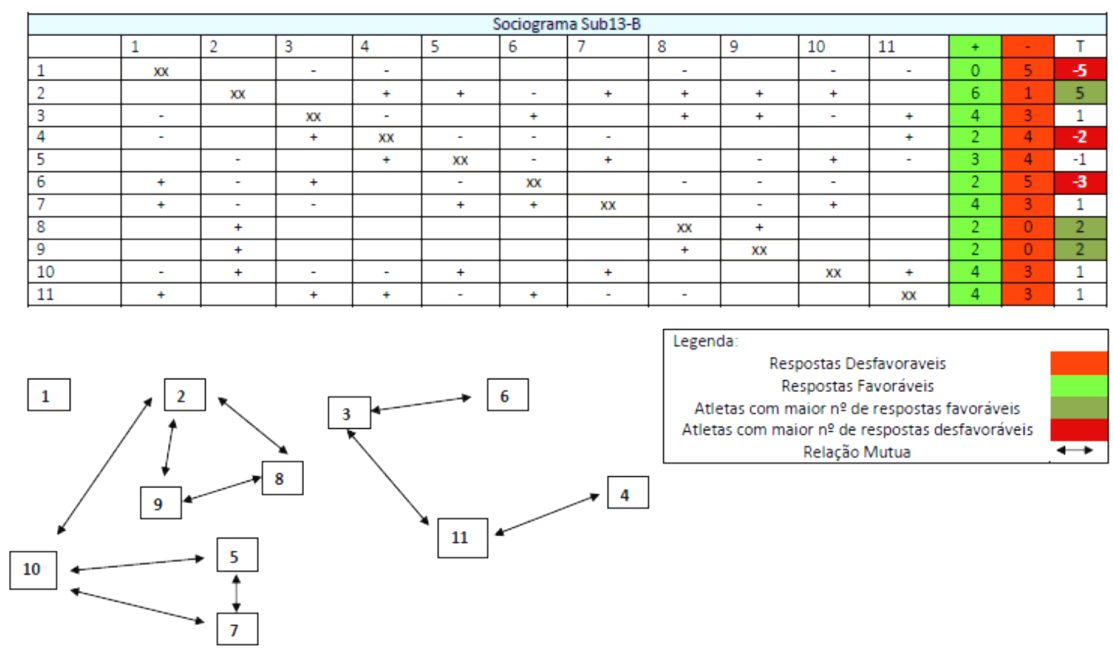 Sociograma Sub13-B
1 2 3 4 5 6 7 8 9 10 11 + - T
1 xx - - - - - 0 5 -5
2 xx + + - + + + + 6 1 5
3 - xx - + + + - + 4 3 1
4 - + xx - - - + 2 4 -2
5 - + xx - + - + - 3 4 -1
6 + - + - xx - - - 2 5 -3
7 + - - + + xx - + 4 3 1
8 + xx + 2 0 2
9 + + xx 2 0 2
10 - + - - + + xx + 4 3 1
11 + + + - + - - xx 4 3 1
Legenda:
Respostas Desfavoraveis
Respostas Favoráveis
Atletas com maior nº de respostas favoráveis
Atletas com maior nº de respostas desfavoráveis
Relação Mutua
1
2
3
6
8
9
4
11
10
5
7